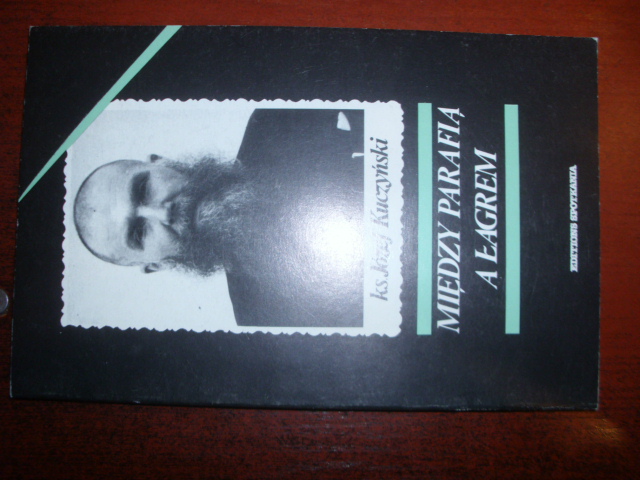 ks. Józef Kuczyński
MIĘDZY PARAFIĄ
A ŁAGREM
EDITIONS SPOTKANIA